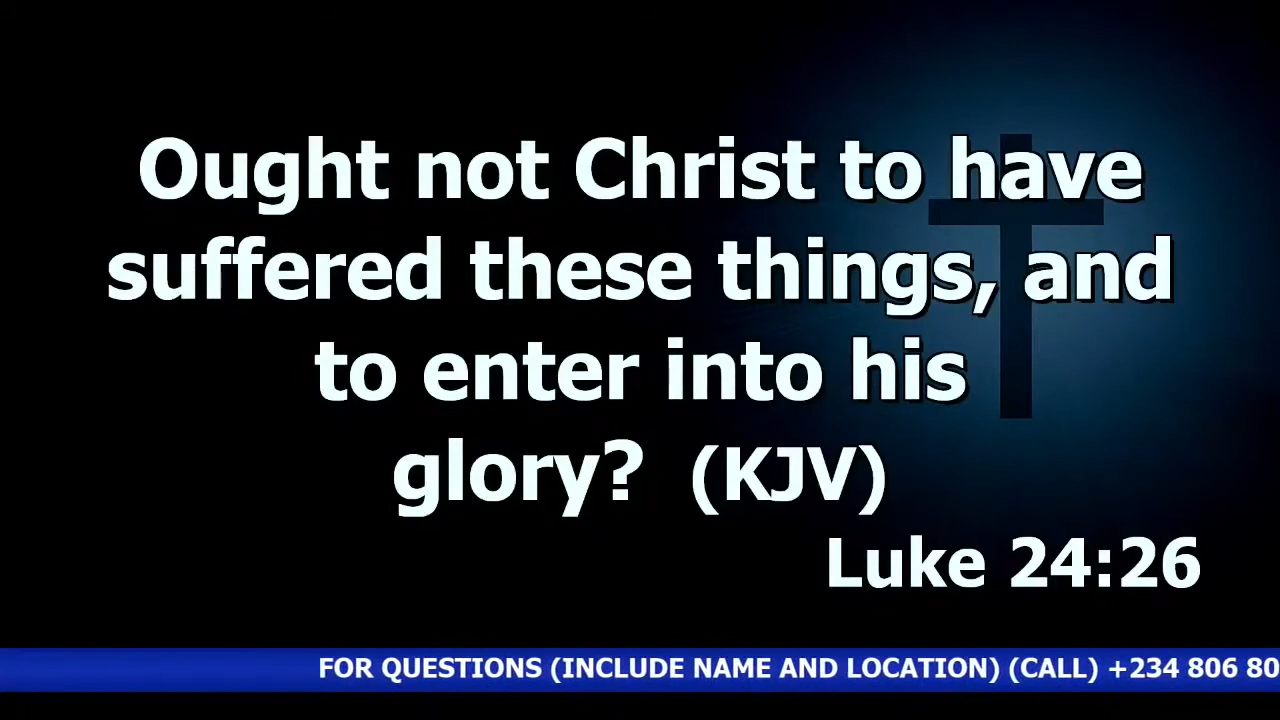 Ought not Christ to have
suffered these things, and
to enter into his
glory? (KJV)
Luke 24:26
FOR QUESTIONS (INCLUDE NAME AND LOCATION) (CALL) +234 806 80